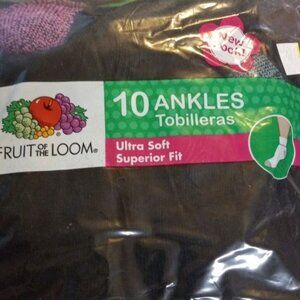 New
Look!
10 ANKLES
Tobilleras
FRUIT OF THE LOOM®
Ultra Soft
Superior Fit